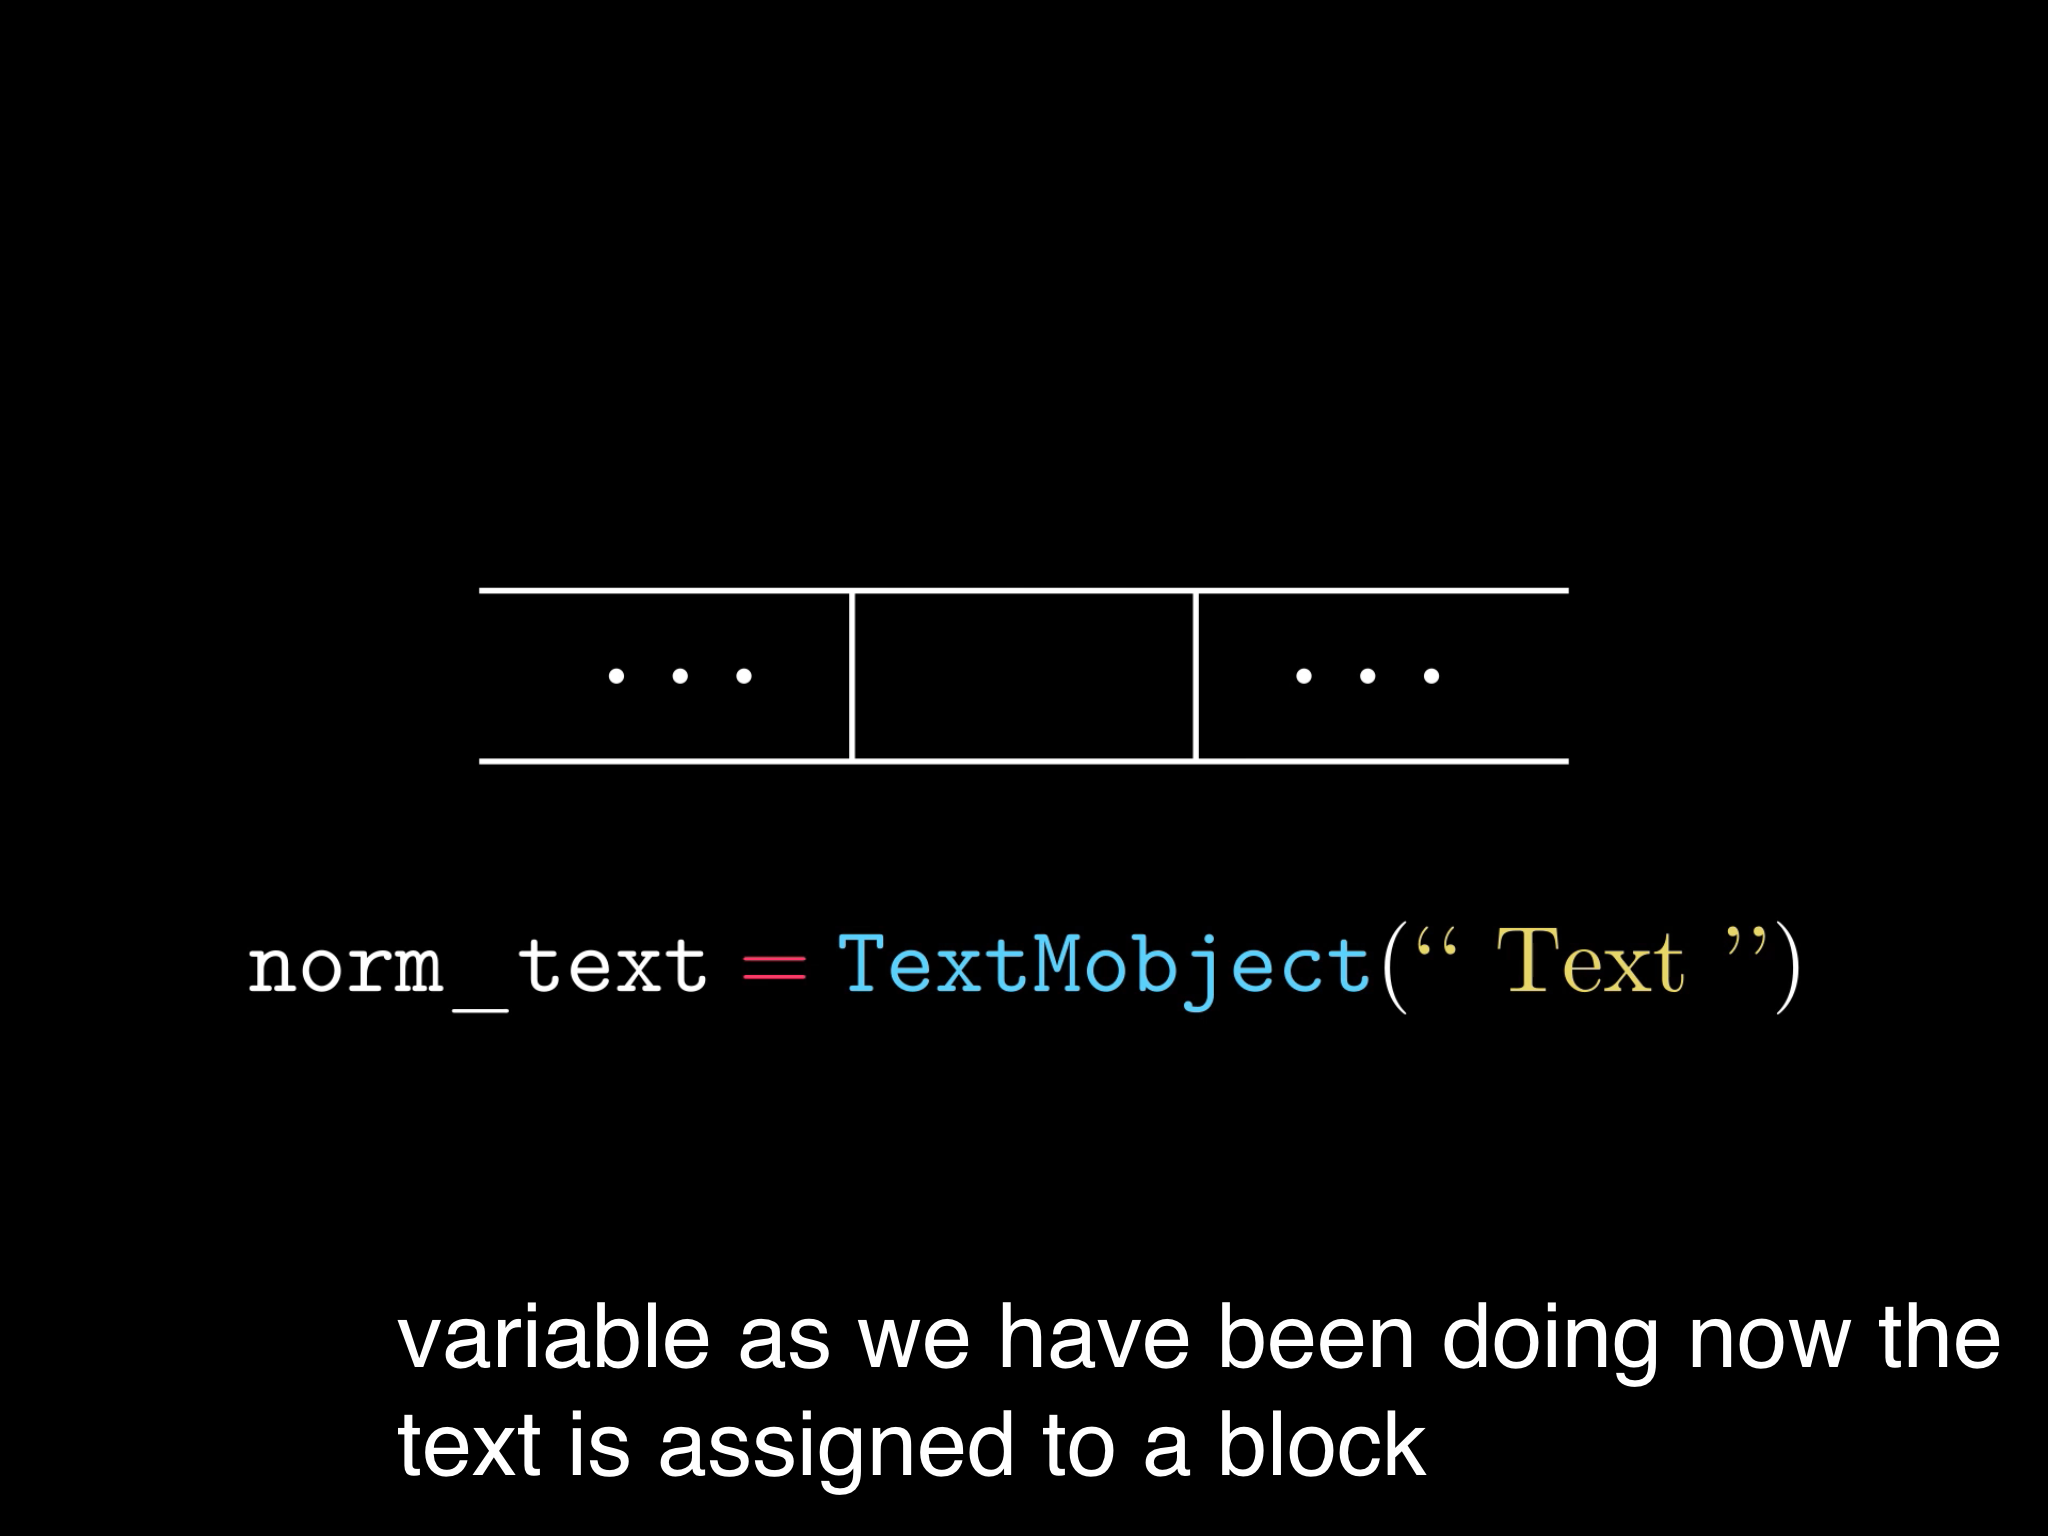 • • • • • •
norm_text = TextMobject(“ Text ”)
variable as we have been doing now the
text is assigned to a block